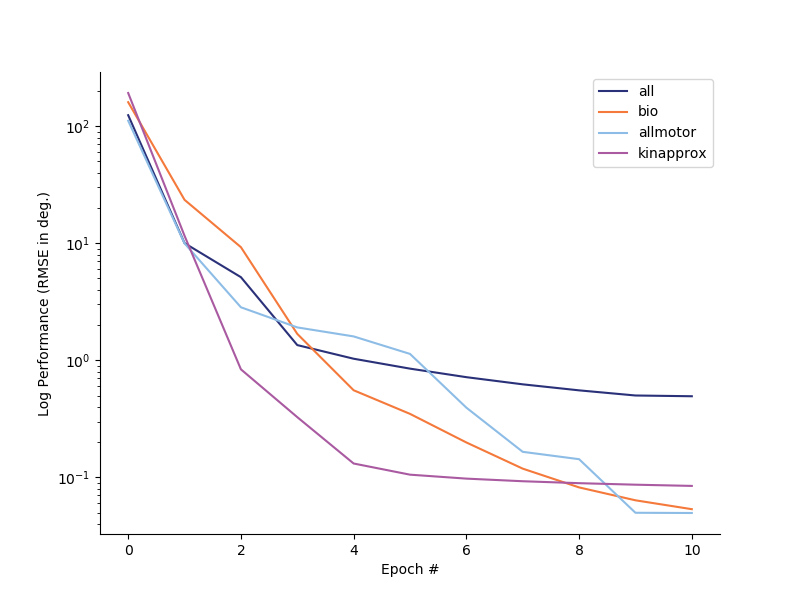 all
bio
allmotor
kinapprox
Log Performance (RMSE in deg.)
10²
10¹
10⁰
10⁻¹
0 2 4 6 8 10
Epoch #